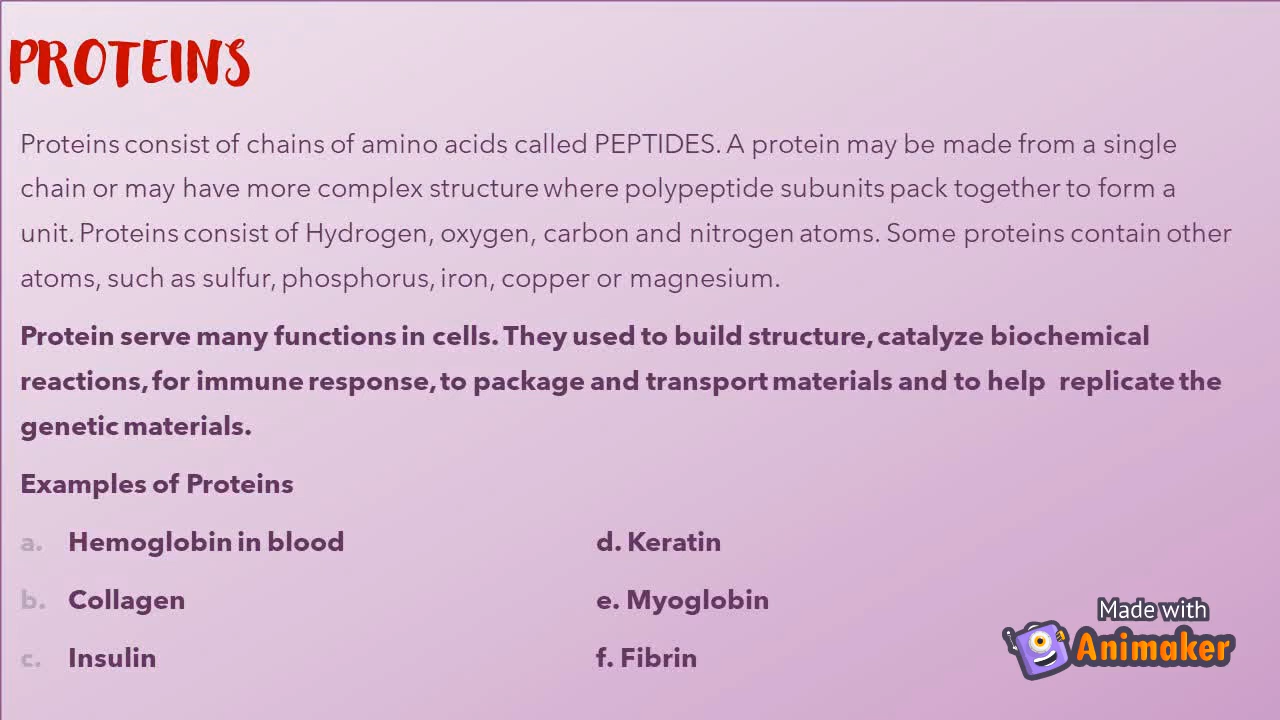 PROTEINS
Proteins consist of chains of amino acids called PEPTIDES. A protein may be made from a single
chain or may have more complex structure where polypeptide subunits pack together to form a
unit. Proteins consist of Hydrogen, oxygen, carbon and nitrogen atoms. Some proteins contain other
atoms, such as sulfur, phosphorus, iron, copper or magnesium.
Protein serve many functions in cells. They used to build structure, catalyze biochemical
reactions, for immune response, to package and transport materials and to help replicate the
genetic materials.
Examples of Proteins
a. Hemoglobin in blood
b. Collagen
c. Insulin
d. Keratin
e. Myoglobin
f. Fibrin
Made with
Animaker